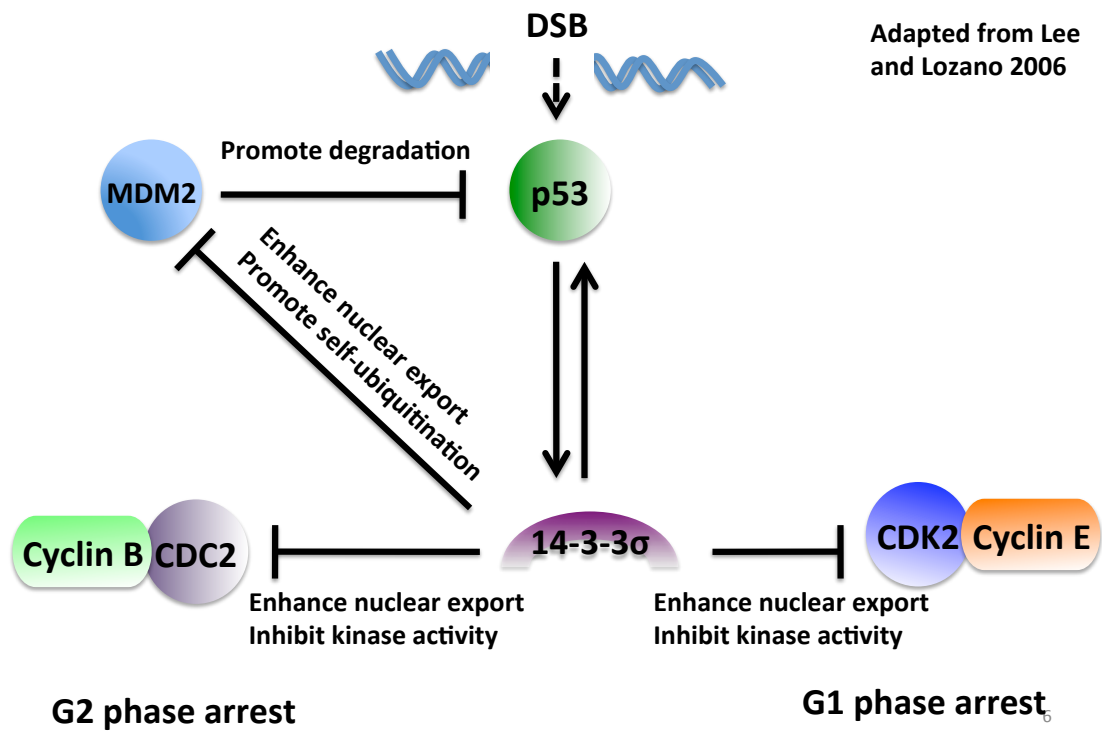 DSB
Adapted from Lee
and Lozano 2006
Promote degradation
MDM2
p53
Enhance nuclear export
Promote self-ubiquitination
Cyclin B
CDC2
14-3-3σ
CDK2
Cyclin E
Enhance nuclear export
Inhibit kinase activity
Enhance nuclear export
Inhibit kinase activity
G2 phase arrest
G1 phase arrest
6